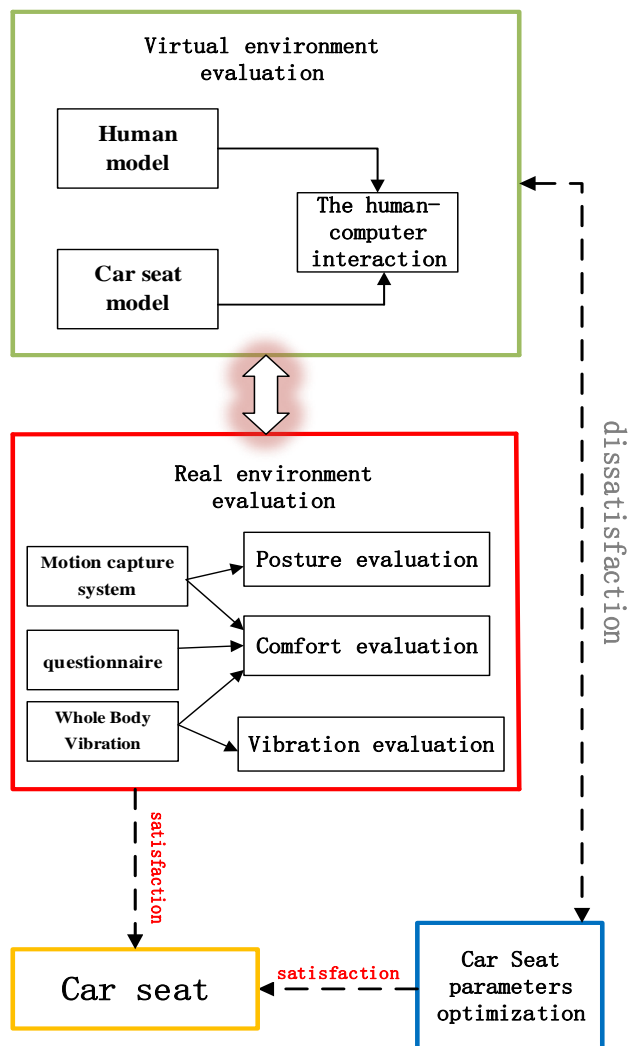 Virtual environment
evaluation
Human
model
The human-
computer
interaction
Car seat
model
dissatisfaction
Real environment
evaluation
Motion capture
system
Posture evaluation
questionnaire
Comfort evaluation
Whole Body
Vibration
Vibration evaluation
satisfaction
Car seat
satisfaction
Car Seat
parameters
optimization